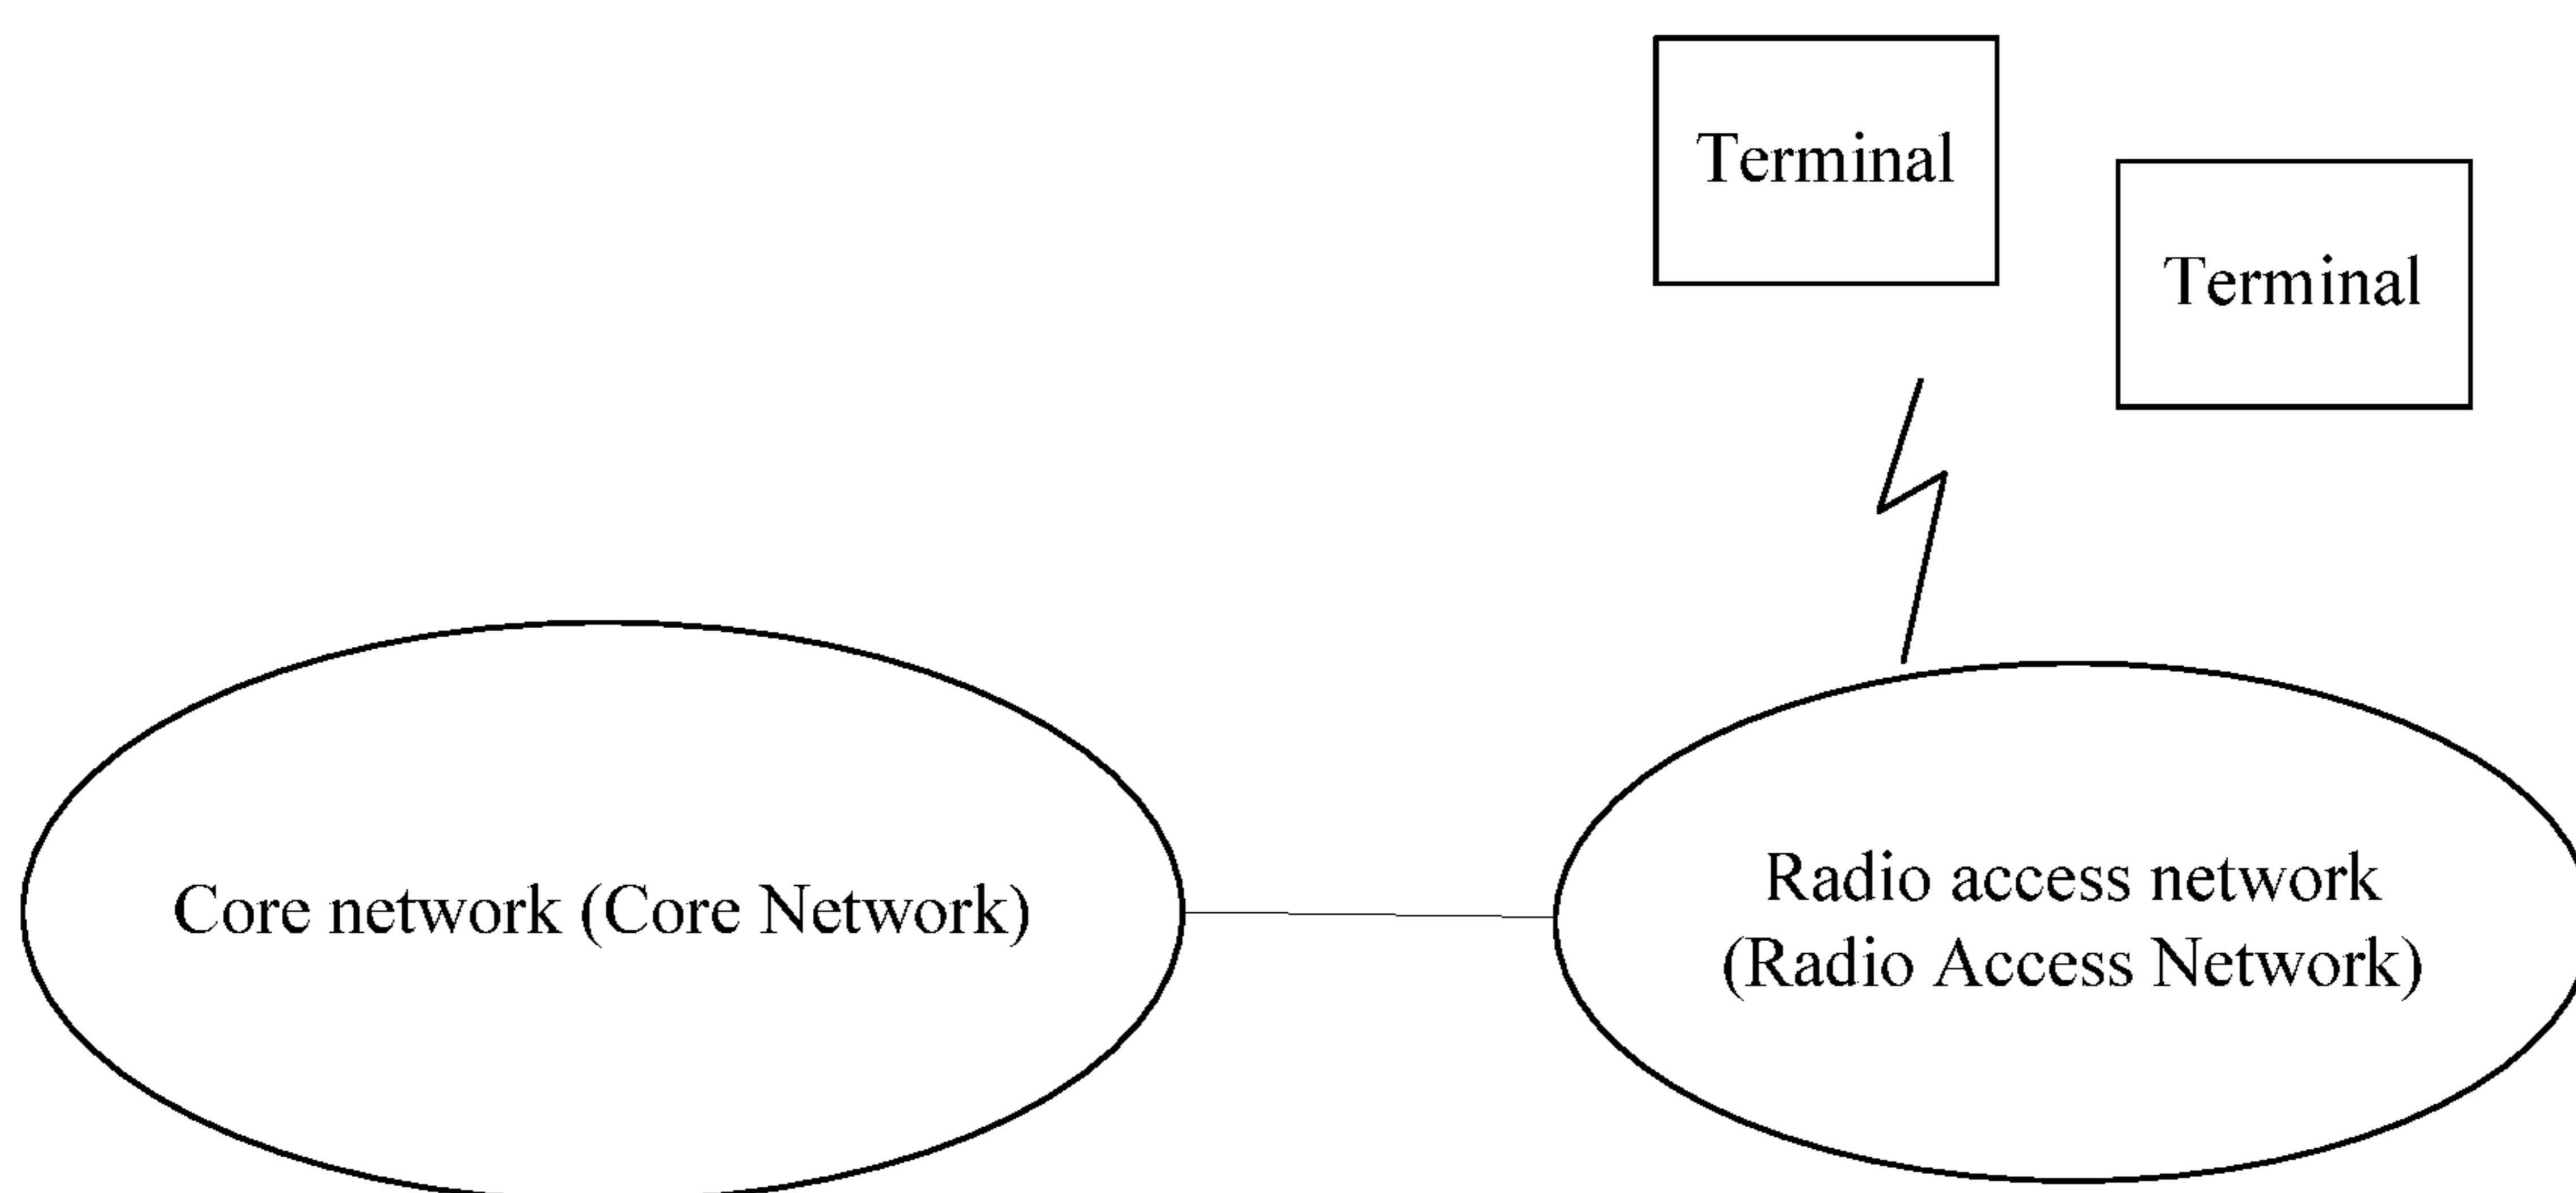 Terminal
Terminal
Core network (Core Network)
Radio access network
(Radio Access Network)